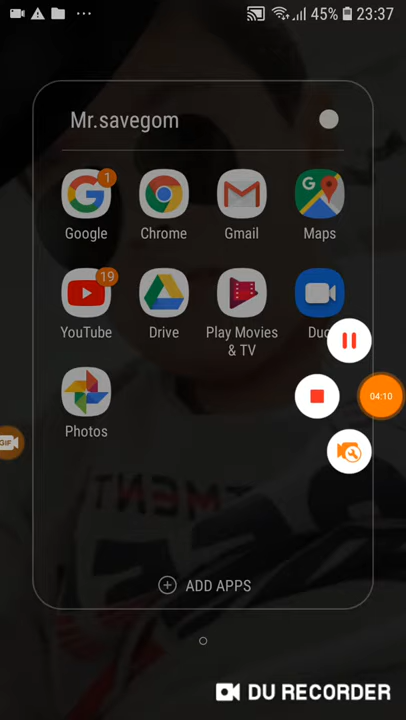 45% 23:37
Mr.savegom
1
Google
Chrome
Gmail
G
Maps
19
YouTube
Drive
Play Movies
& TV
Duo
04:10
Photos
GIF
ADD APPS
DU RECORDER